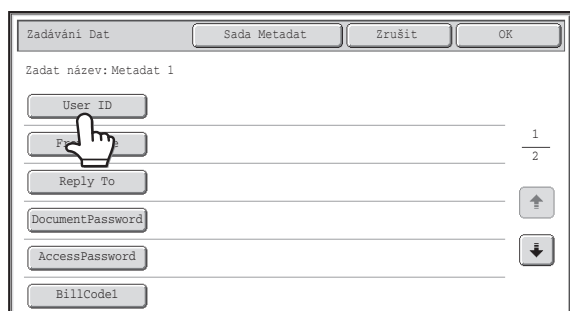 Zadávání Dat Sada Metadat Zrušit OK
Zadat název: Metadat 1
User ID
1
2
Reply To
DocumentPassword
AccessPassword
BillCode1